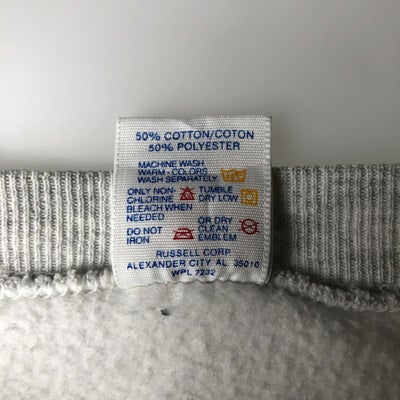 50% COTTON/COTON
50% POLYESTER
MACHINE WASH
WARM - COLORS
WASH SEPARATELY
ONLY NON-
CHLORINE
BLEACH WHEN
NEEDED
TUMBLE
DRY LOW
DO NOT
IRON
OR DRY
CLEAN
EMBLEM
RUSSELL CORP
ALEXANDER CITY AL. 35010
WPL 7232